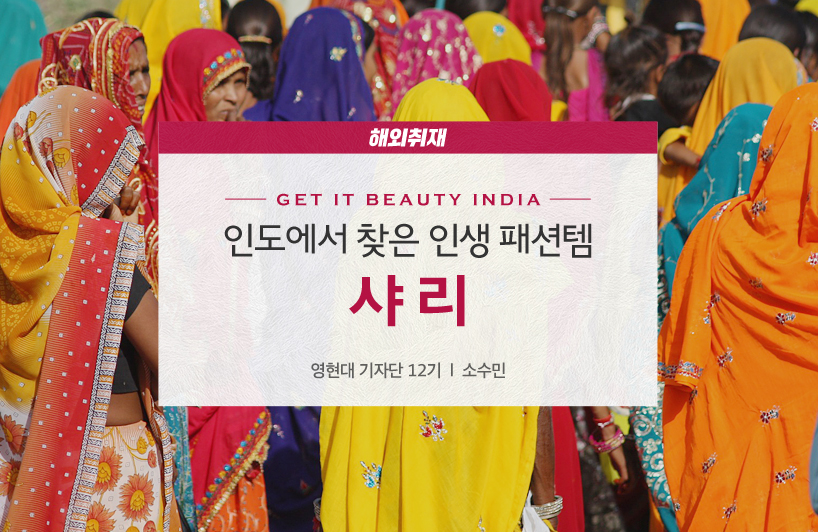 해외취재
GET IT BEAUTY INDIA
인도에서 찾은 인생 패션템
샤리
영현대 기자단 12기 ㅣ 소수민